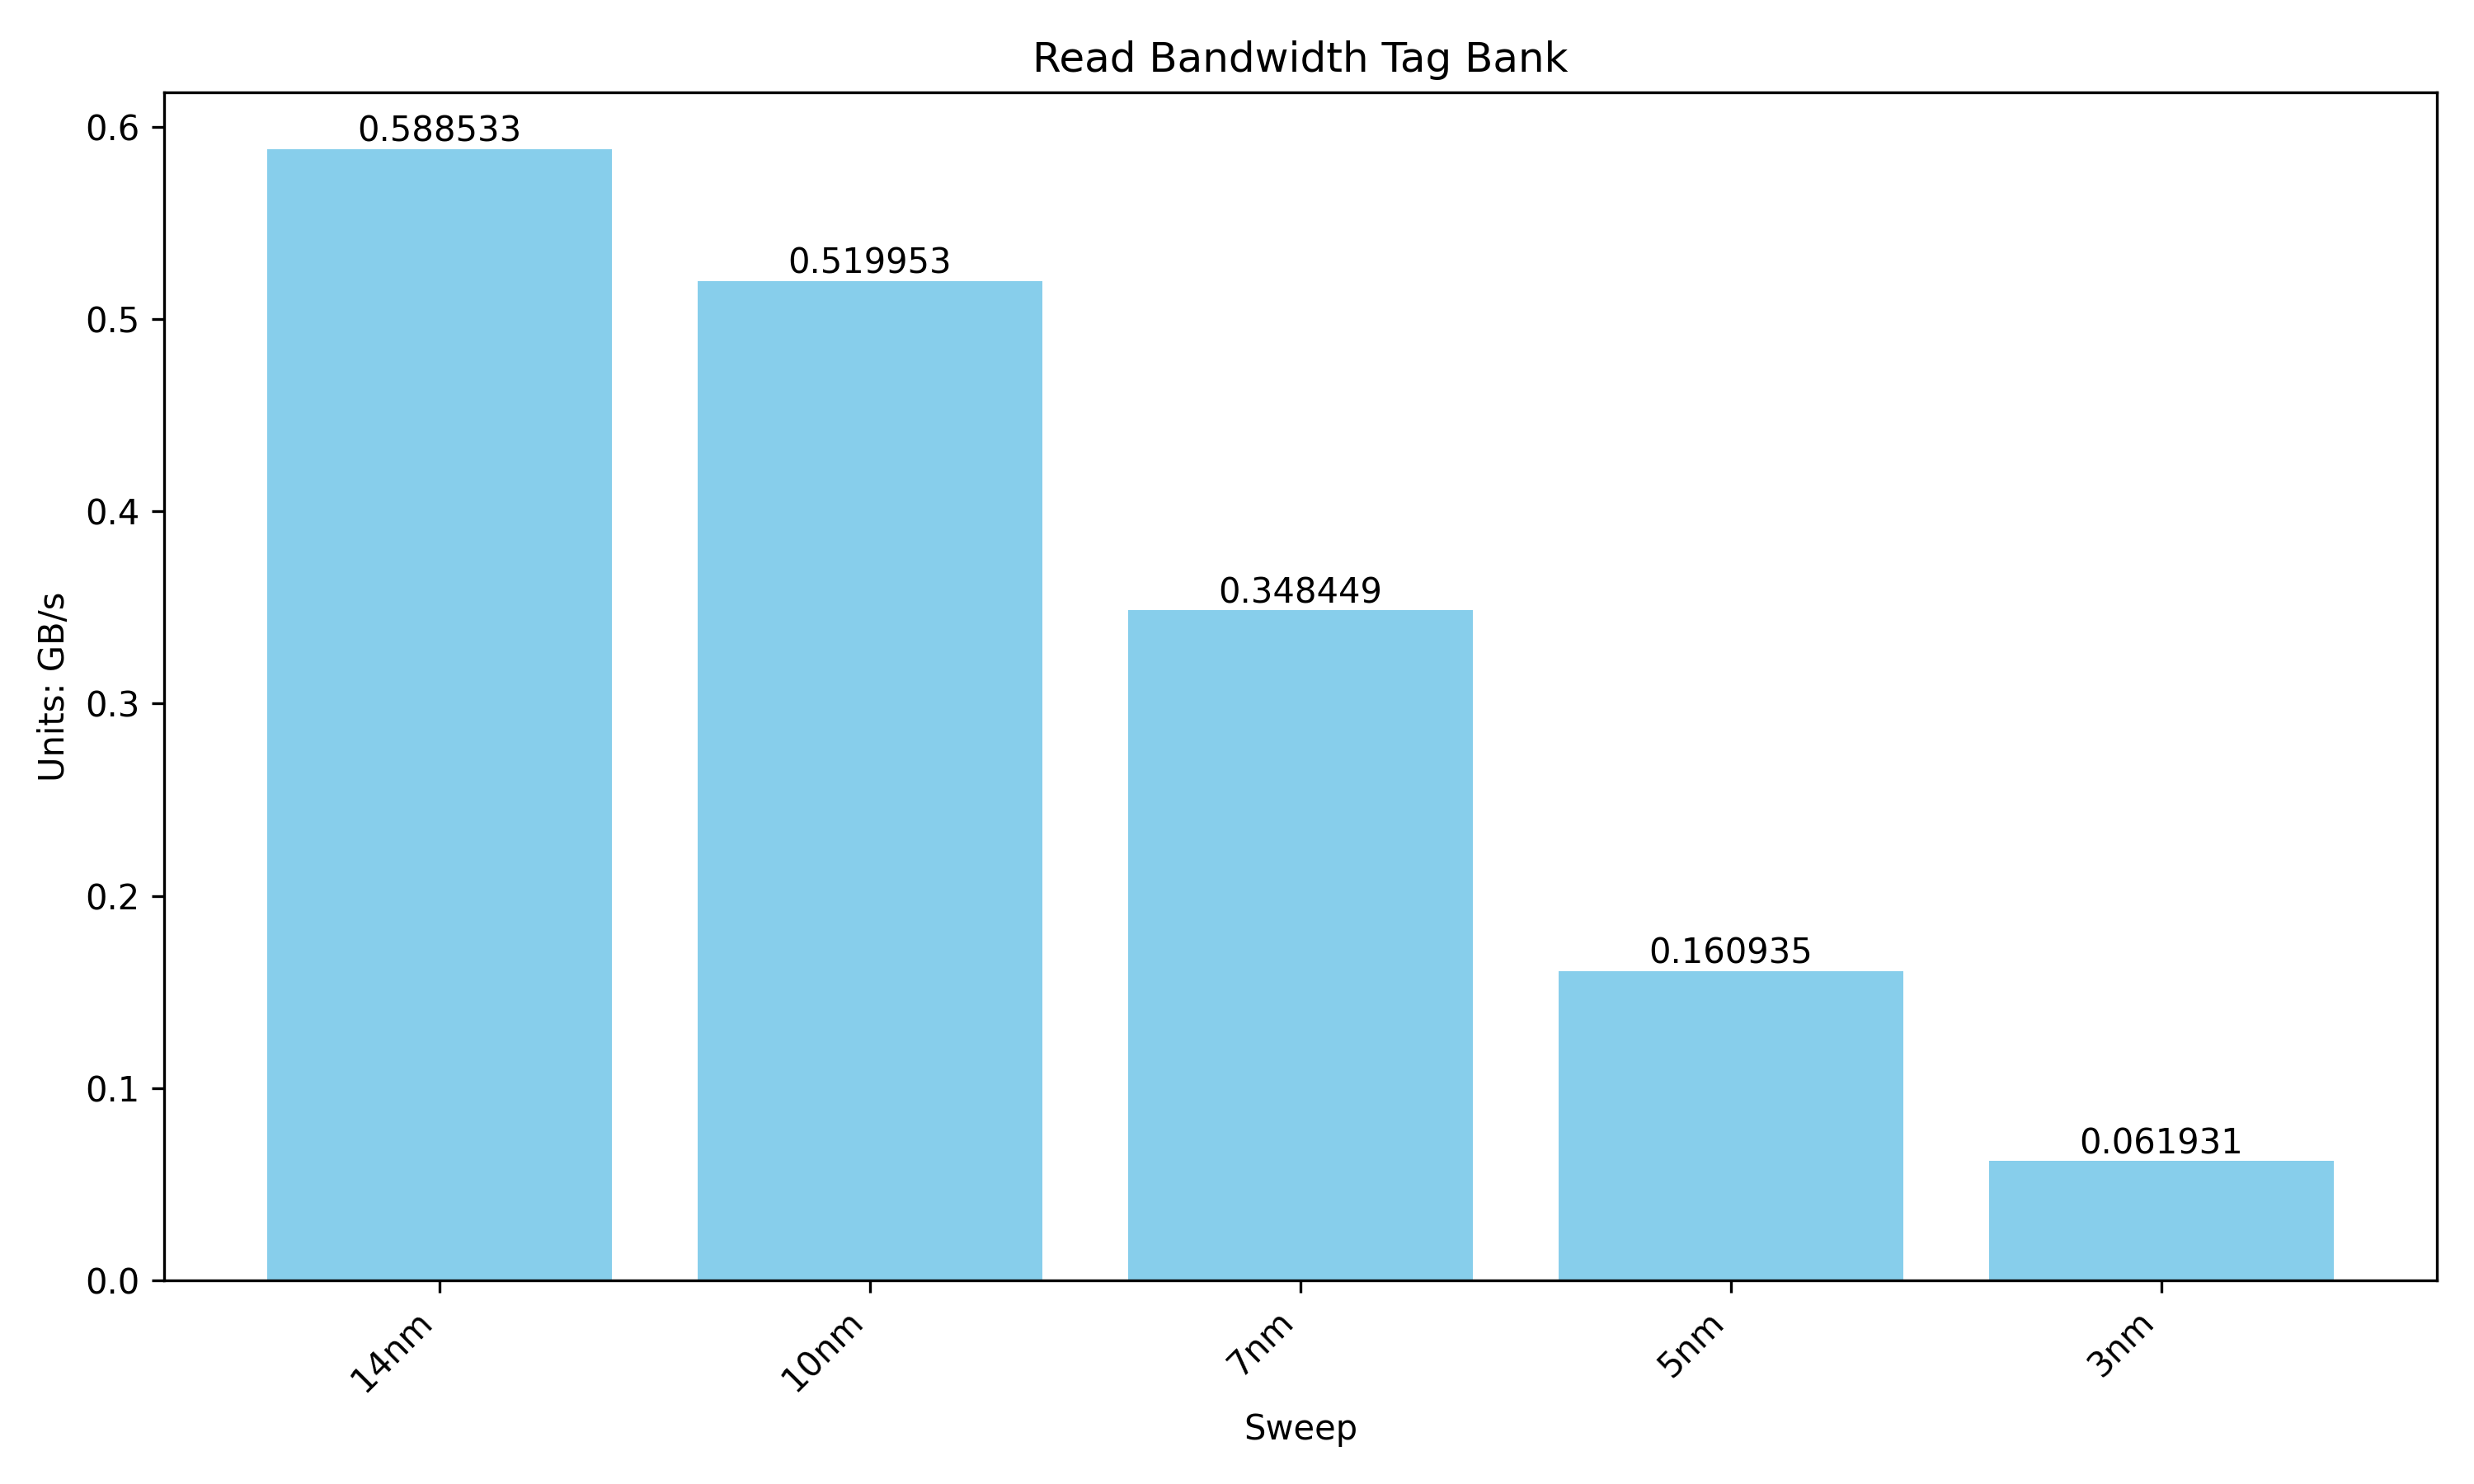 Read Bandwidth Tag Bank
Units: GB/s
0.6
0.5
0.4
0.3
0.2
0.1
0.0
0.588533
0.519953
0.348449
0.160935
0.061931
14nm
10nm
7nm
5nm
3nm
Sweep